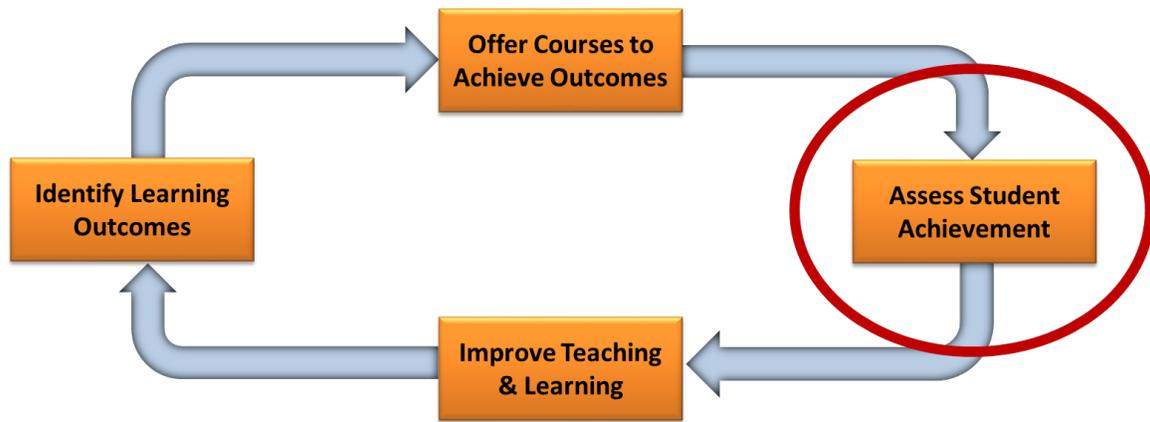 Offer Courses to
Achieve Outcomes
Identify Learning
Outcomes
Assess Student
Achievement
Improve Teaching
& Learning